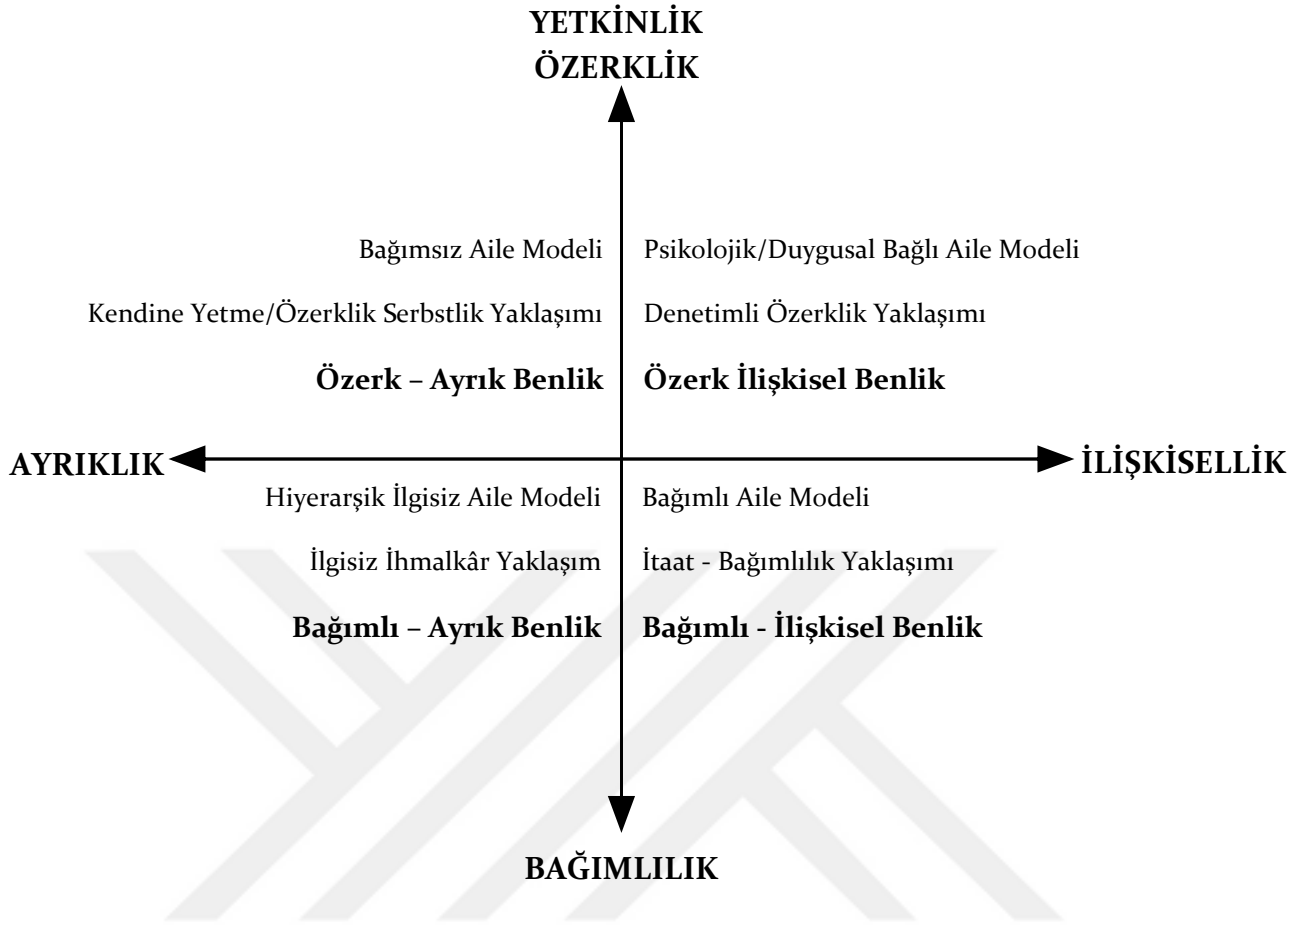 YETKİNLİK
ÖZERKLİK
Bağımsız Aile Modeli
Psikolojik/Duygusal Bağlı Aile Modeli
Kendine Yetme/Özerklik Serbstlik Yaklaşımı
Denetimli Özerklik Yaklaşımı
Özerk – Ayrık Benlik
Özerk İlişkisel Benlik
AYRIKLIK
İLİŞKİSELLİK
Hiyerarşik İlgisiz Aile Modeli
Bağımlı Aile Modeli
İlgisiz İhmalkâr Yaklaşım
İtaat - Bağımlılık Yaklaşımı
Bağımlı – Ayrık Benlik
Bağımlı - İlişkisel Benlik
BAĞIMLILIK